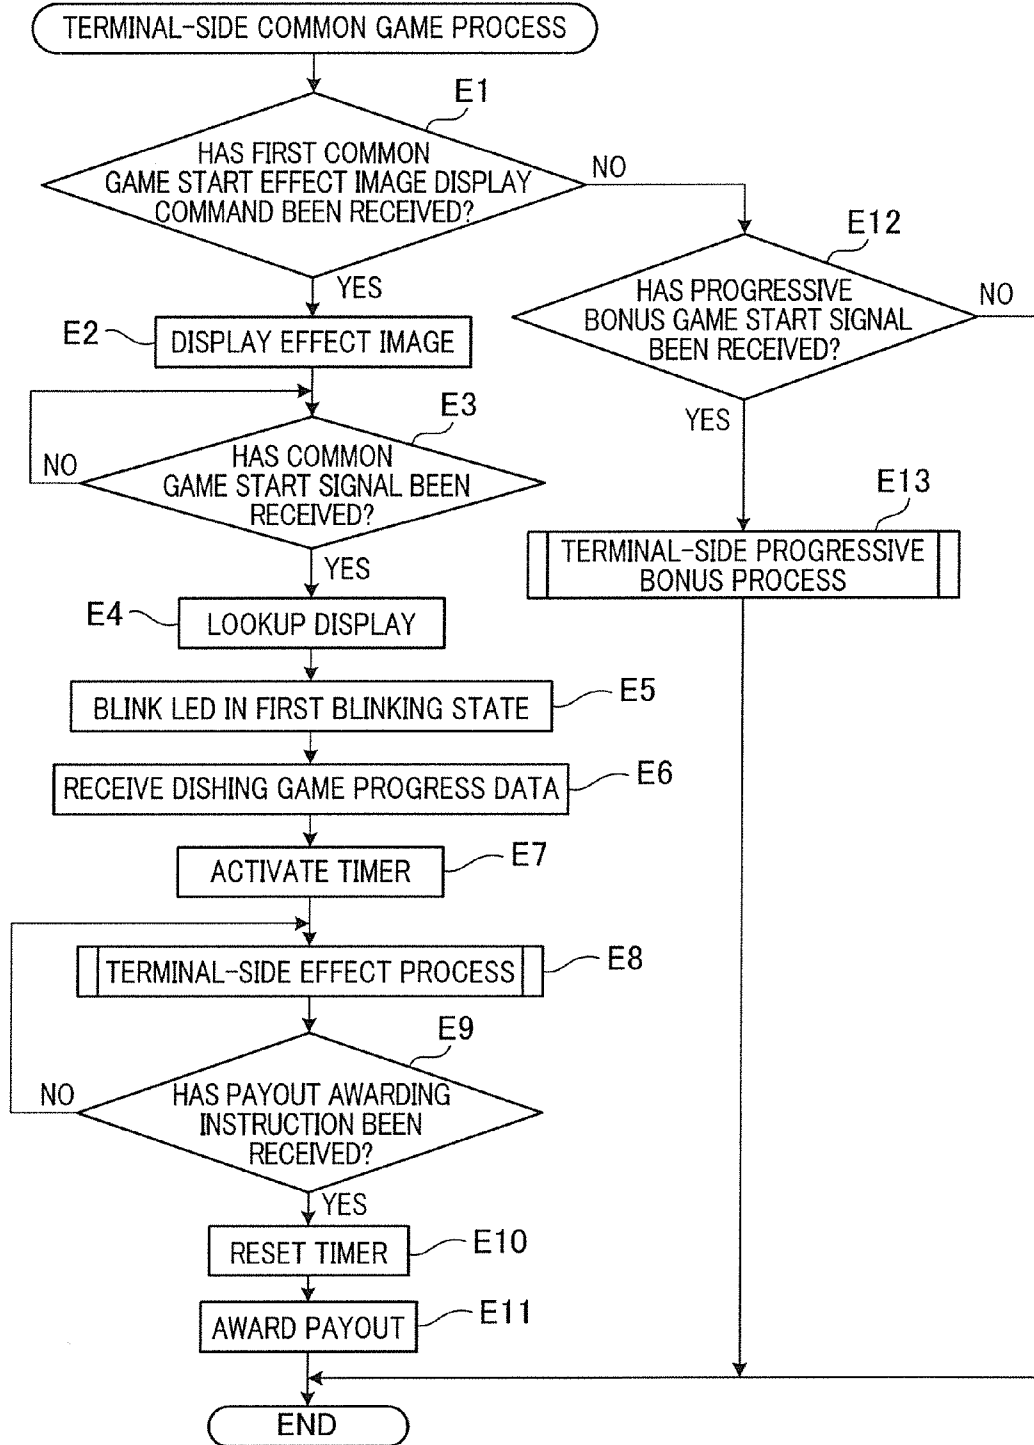 TERMINAL-SIDE COMMON GAME PROCESS
E1
HAS FIRST COMMON
GAME START EFFECT IMAGE DISPLAY
COMMAND BEEN RECEIVED?
NO
YES
E12
HAS PROGRESSIVE
BONUS GAME START SIGNAL
BEEN RECEIVED?
NO
YES
E2
DISPLAY EFFECT IMAGE
E3
HAS COMMON
GAME START SIGNAL BEEN
RECEIVED?
NO
YES
E13
TERMINAL-SIDE PROGRESSIVE
BONUS PROCESS
E4
LOOKUP DISPLAY
BLINK LED IN FIRST BLINKING STATE
E5
RECEIVE DISHING GAME PROGRESS DATA
E6
ACTIVATE TIMER
E7
TERMINAL-SIDE EFFECT PROCESS
E8
E9
HAS PAYOUT AWARDING
INSTRUCTION BEEN
RECEIVED?
NO
YES
RESET TIMER
E10
AWARD PAYOUT
E11
END